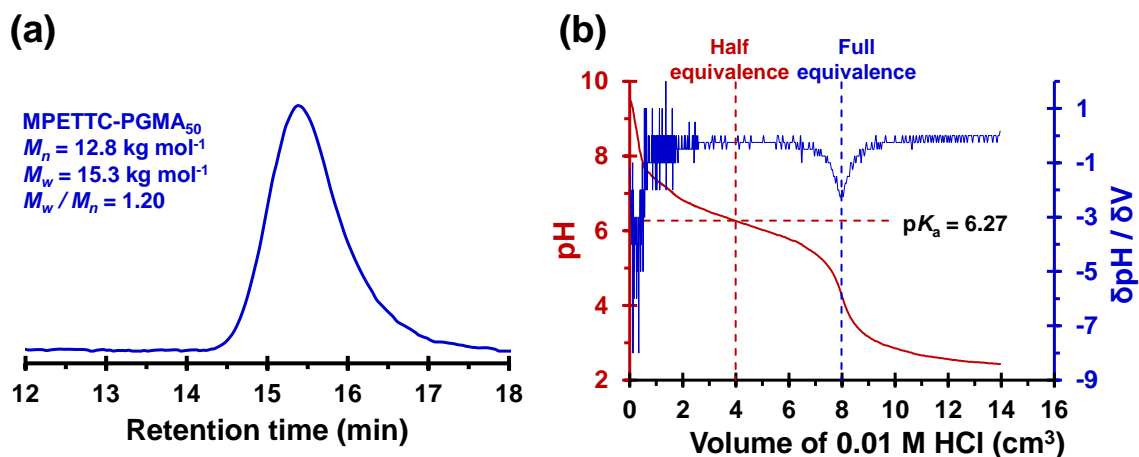 (a)
MPETTC-PGMA₅₀
Mn = 12.8 kg mol⁻¹
Mw = 15.3 kg mol⁻¹
Mw / Mn = 1.20
12 13 14 15 16 17 18
Retention time (min)
(b)
Half equivalence
Full equivalence
10
8
6
4
2
pH
pKa = 6.27
1
-1
-3
-5
-7
-9
δpH / δV
0 2 4 6 8 10 12 14 16
Volume of 0.01 M HCl (cm³)